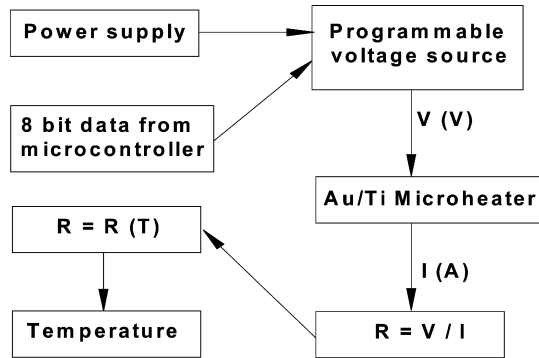 Power supply
Programmable
voltage source
8 bit data from
microcontroller
V (V)
Au/Ti Microheater
I (A)
R = V / I
R = R (T)
Temperature